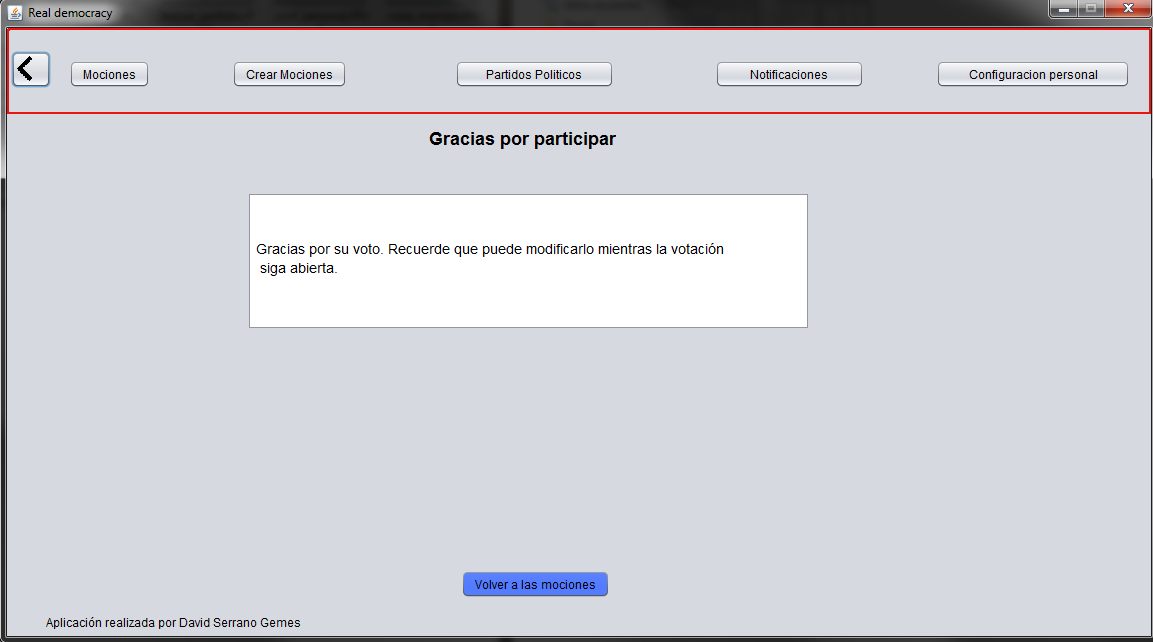 Real democracy
Mociones
Crear Mociones
Partidos Politicos
Notificaciones
Configuracion personal
Gracias por participar
Gracias por su voto. Recuerde que puede modificarlo mientras la votación
siga abierta.
Volver a las mociones
Aplicación realizada por David Serrano Gemes